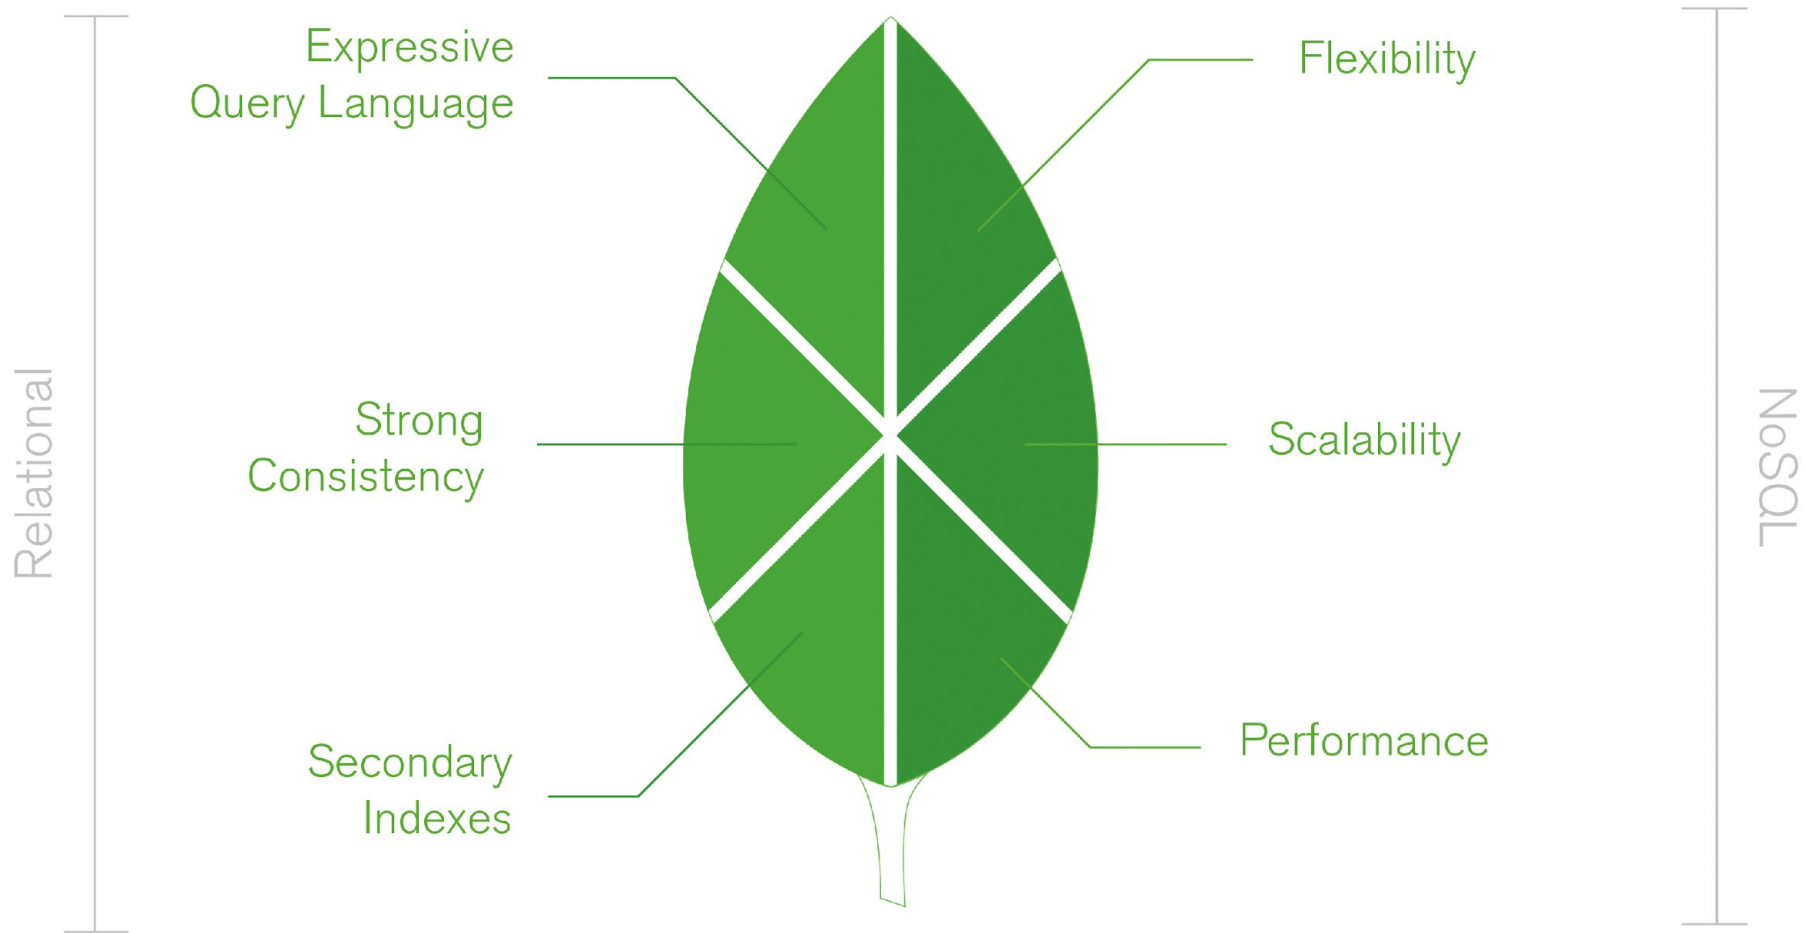 Relational
Expressive
Query Language
Strong
Consistency
Secondary
Indexes
Flexibility
Scalability
Performance
NoSQL